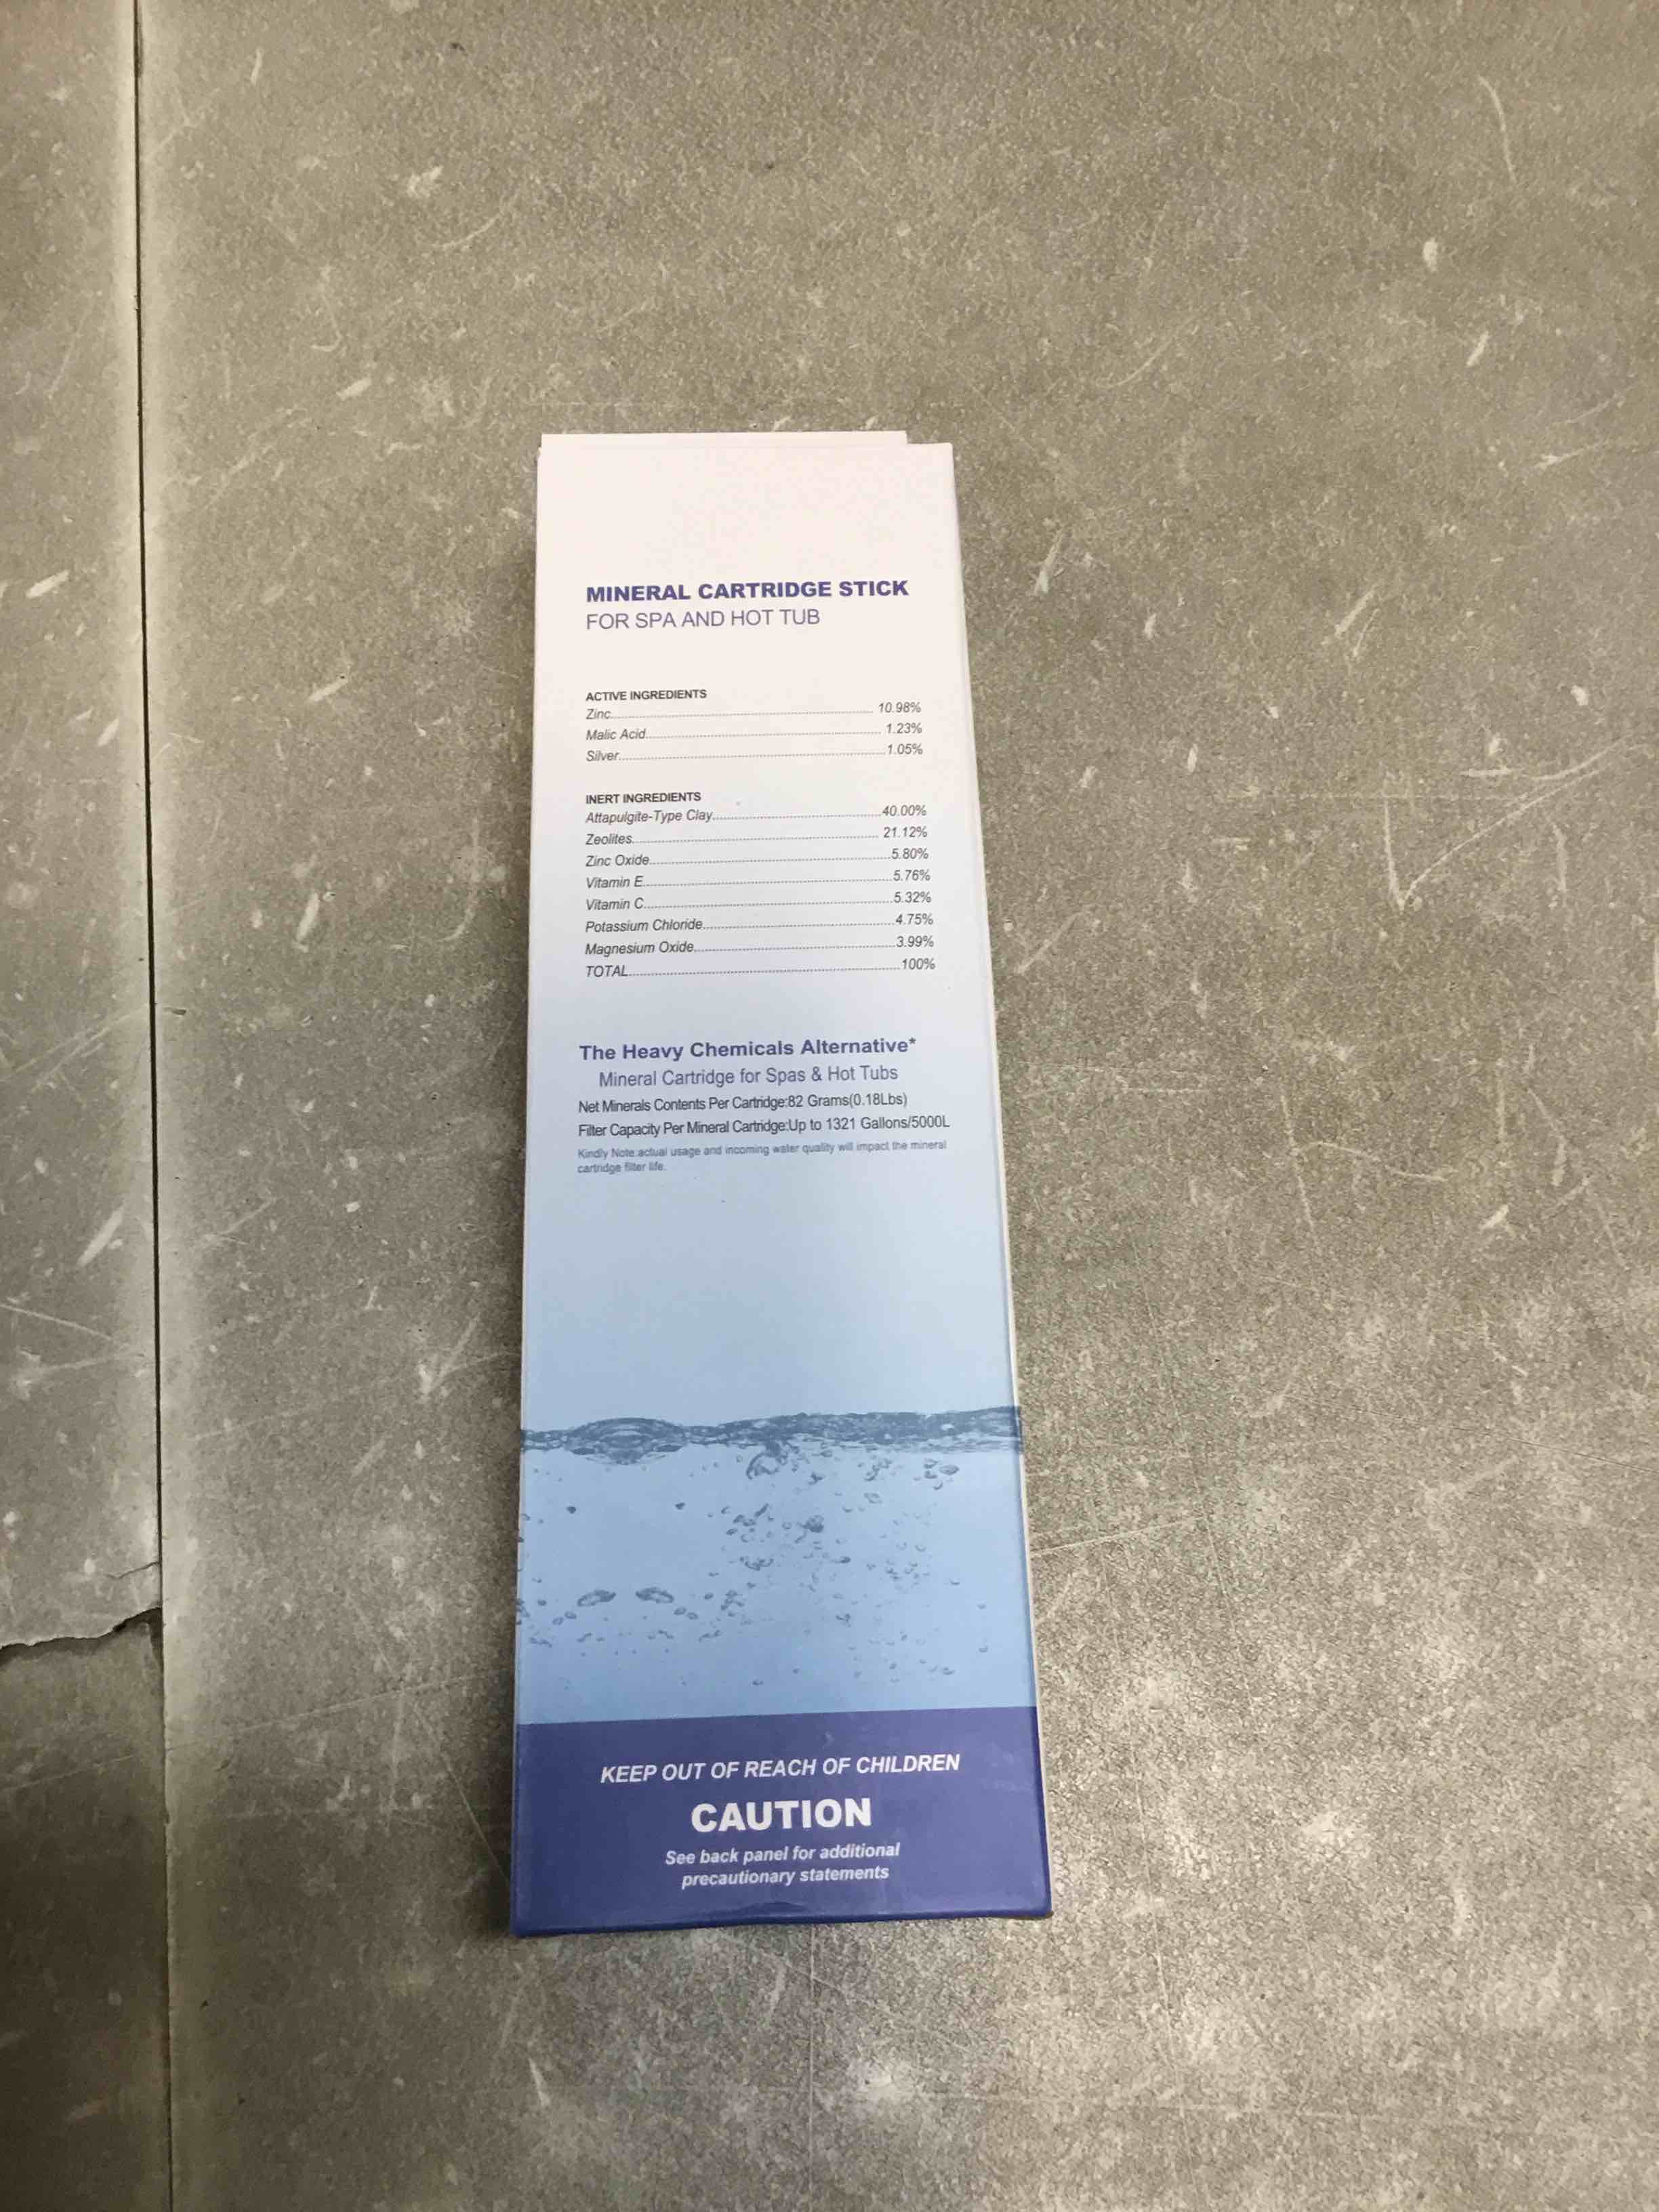 MINERAL CARTRIDGE STICK
FOR SPA AND HOT TUB
ACTIVE INGREDIENTS
Zinc..................10.98%
Malic Acid..................1.23%
Silver..................1.05%
INERT INGREDIENTS
Attapulgite-Type Clay..................40.00%
Zeolites..................21.12%
Zinc Oxide..................5.80%
Vitamin E..................5.76%
Vitamin C..................5.32%
Potassium Chloride..................4.75%
Magnesium Oxide..................3.99%
TOTAL..................100%
The Heavy Chemicals Alternative*
Mineral Cartridge for Spas & Hot Tubs
Net Minerals Contents Per Cartridge:82 Grams(0.18Lbs)
Filter Capacity Per Mineral Cartridge:Up to 1321 Gallons/5000L
Kindly Note:actual usage and incoming water quality will impact the mineral
cartridge filter life.
KEEP OUT OF REACH OF CHILDREN
CAUTION
See back panel for additional
precautionary statements